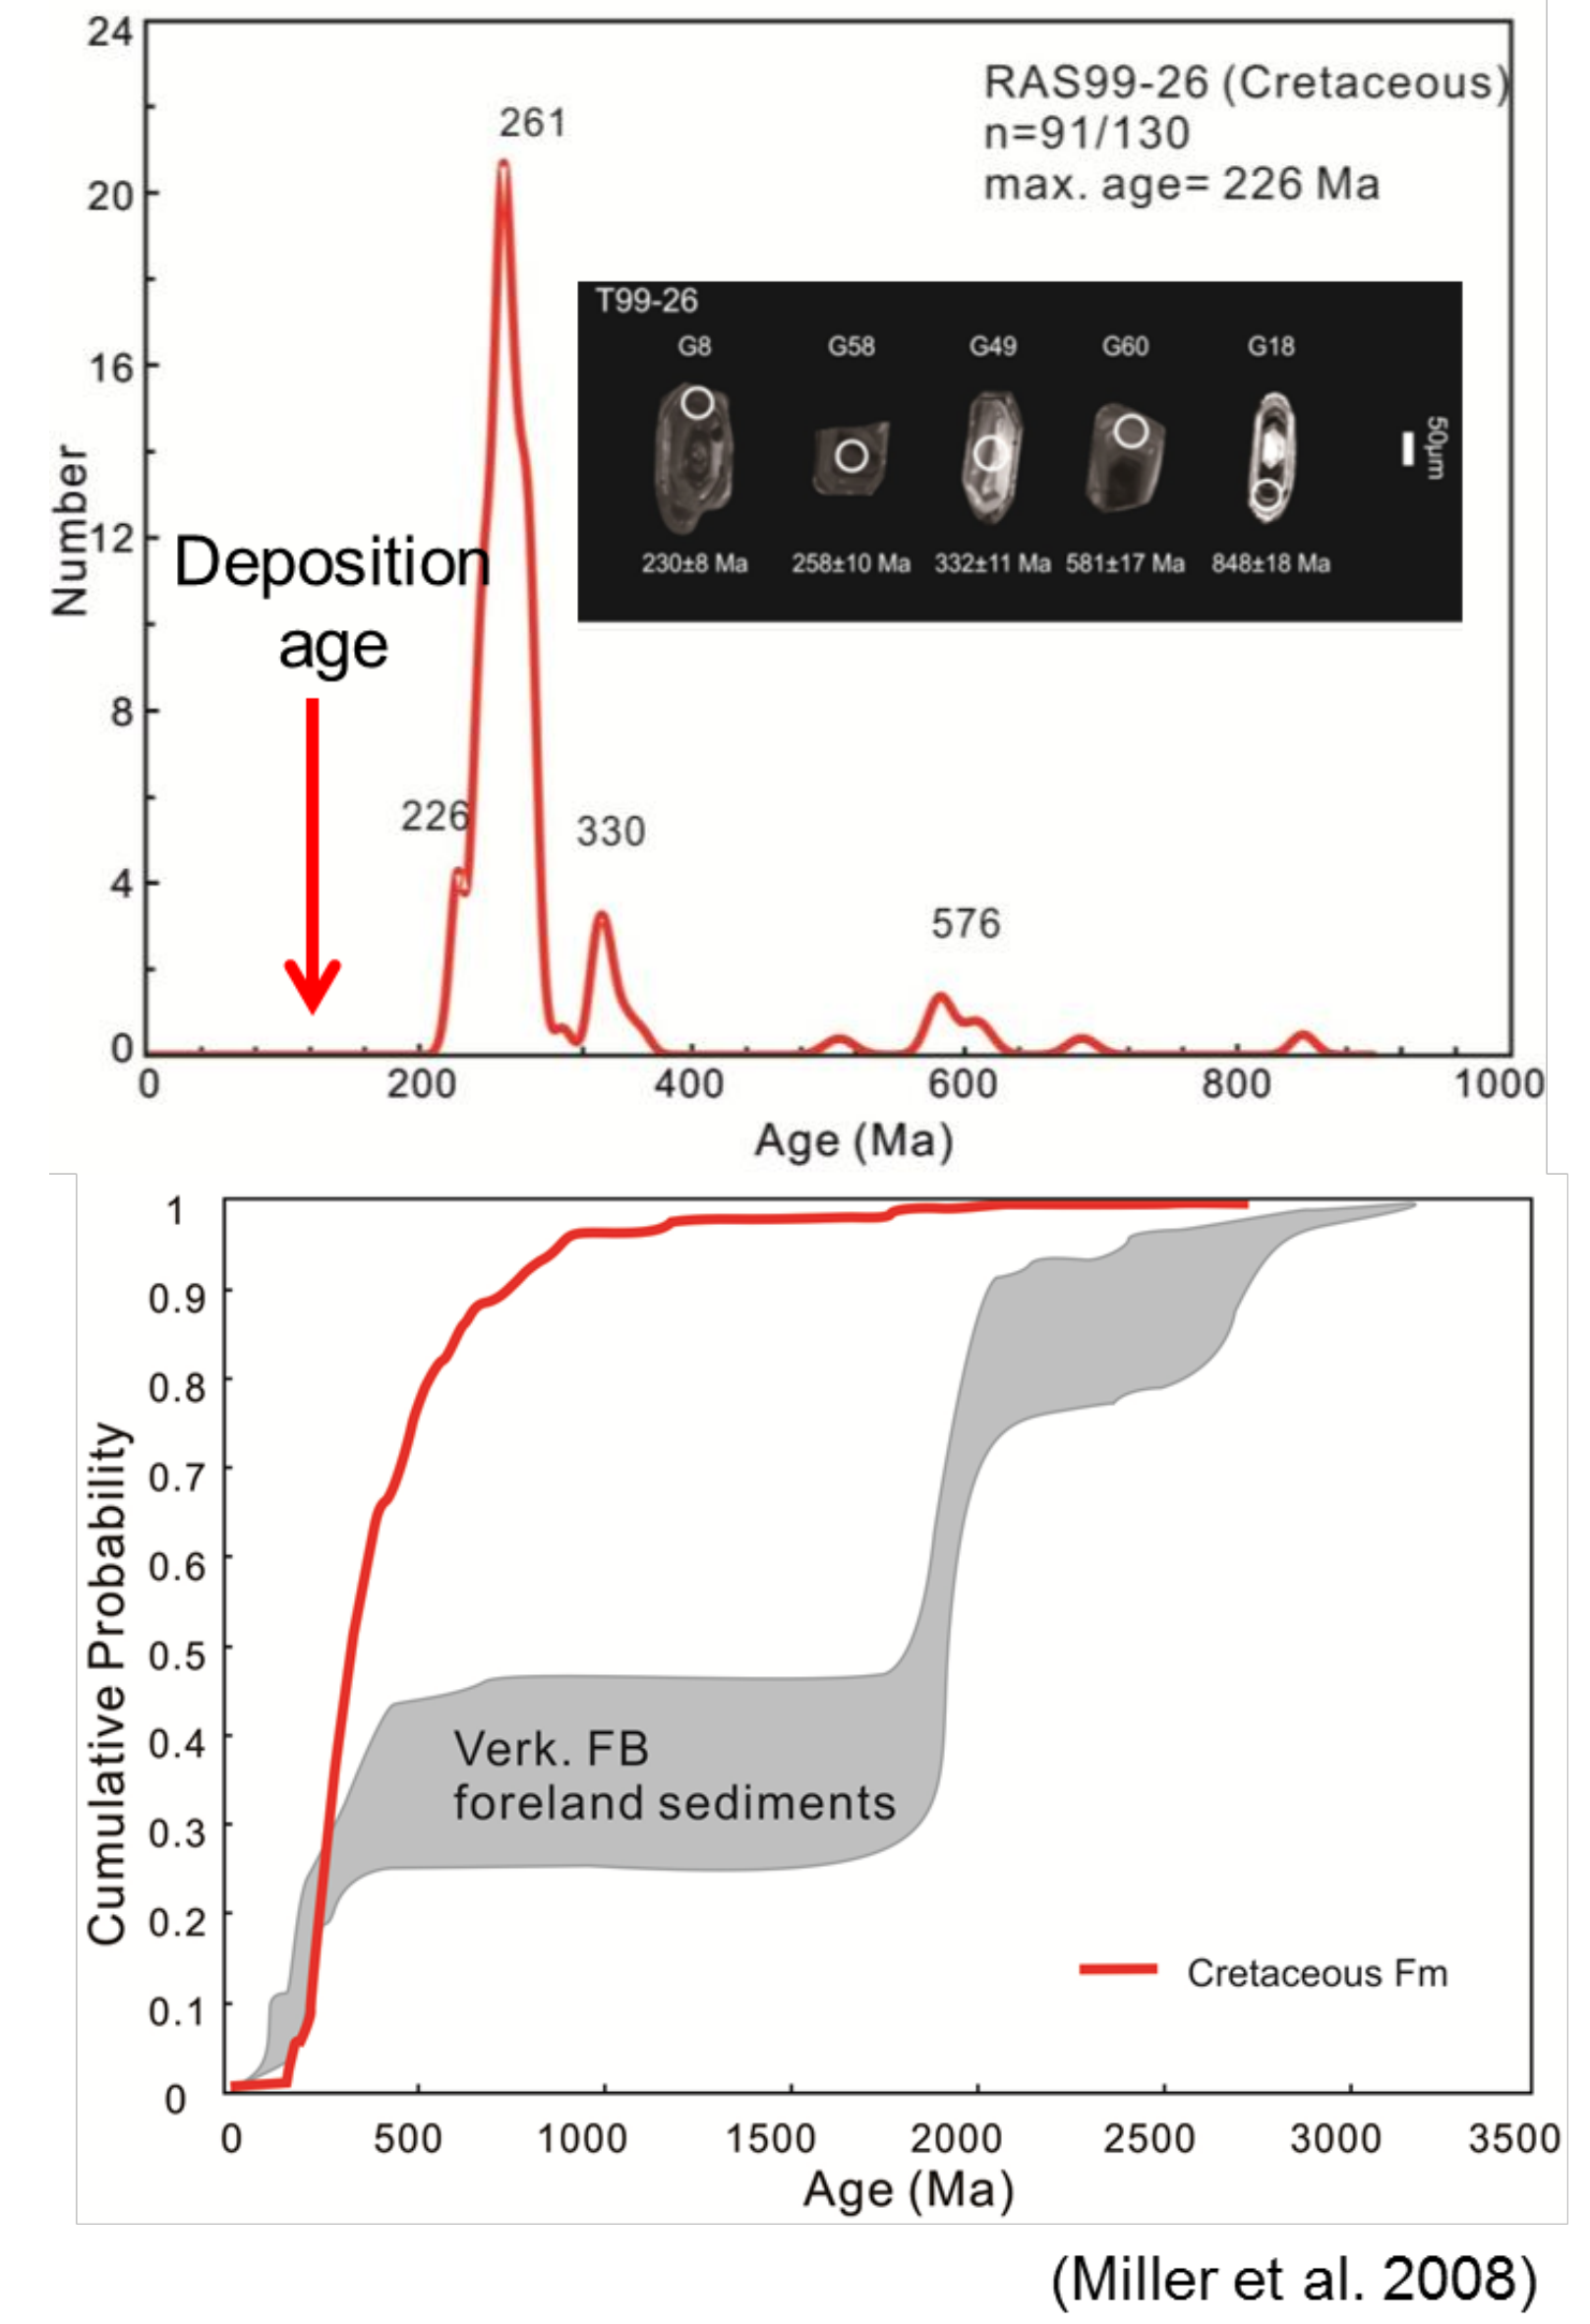 24
20
16
12
8
4
0
Number
RAS99-26 (Cretaceous)
n=91/130
max. age= 226 Ma
261
226
330
576
Deposition
age
T99-26
G8 G58 G49 G60 G18
50µm
230±8 Ma 258±10 Ma 332±11 Ma 581±17 Ma 848±18 Ma
0 200 400 600 800 1000
Age (Ma)
1
0.9
0.8
0.7
0.6
0.5
0.4
0.3
0.2
0.1
0
Cumulative Probability
Verk. FB
foreland sediments
Cretaceous Fm
0 500 1000 1500 2000 2500 3000 3500
Age (Ma)
(Miller et al. 2008)